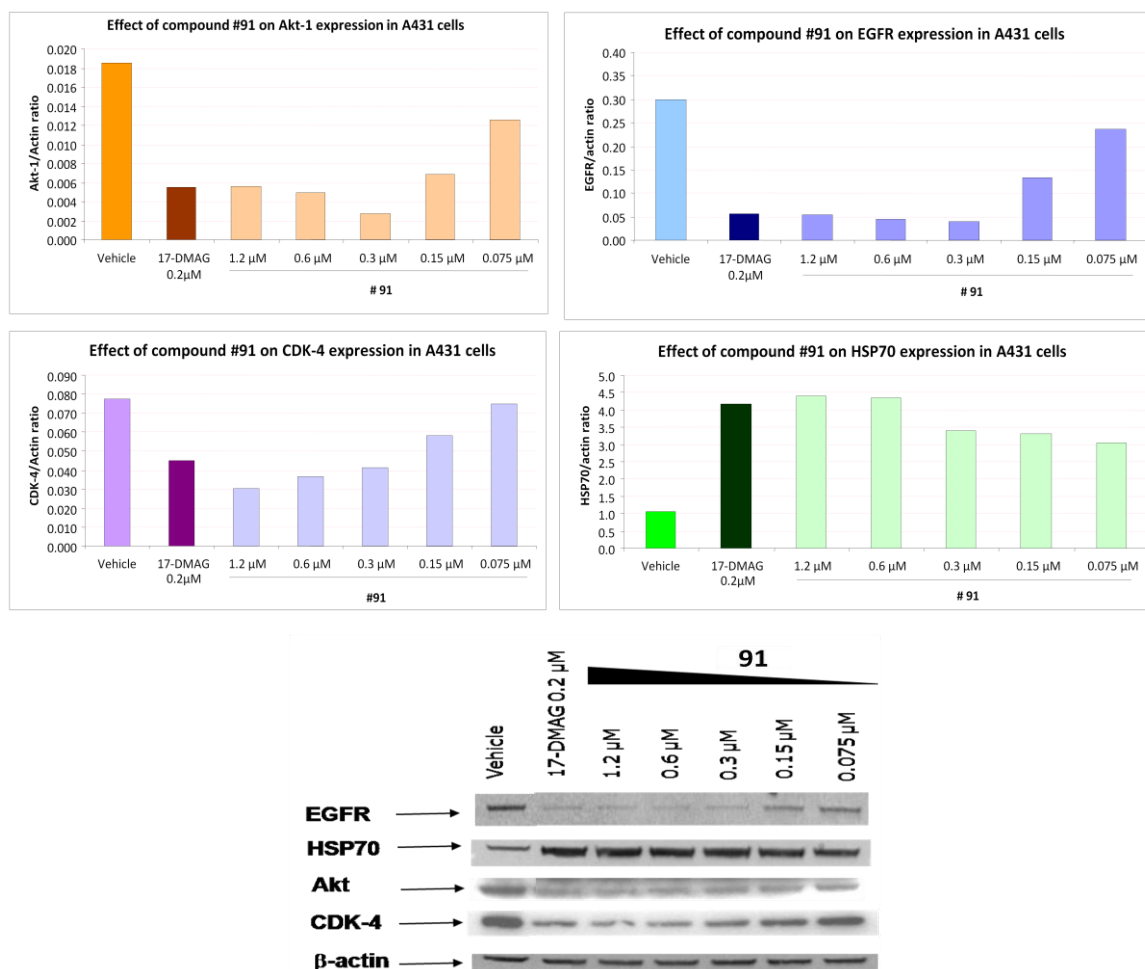 Effect of compound #91 on Akt-1 expression in A431 cells
Akt-1/Actin ratio
0.020
0.018
0.016
0.014
0.012
0.010
0.008
0.006
0.004
0.002
0.000
Vehicle
17-DMAG
0.2µM
1.2 µM
0.6 µM
0.3 µM
0.15 µM
0.075 µM
# 91
Effect of compound #91 on EGFR expression in A431 cells
EGFR/actin ratio
0.40
0.35
0.30
0.25
0.20
0.15
0.10
0.05
0.00
Vehicle
17-DMAG
0.2µM
1.2 µM
0.6 µM
0.3 µM
0.15 µM
0.075 µM
# 91
Effect of compound #91 on CDK-4 expression in A431 cells
CDK-4/Actin ratio
0.090
0.080
0.070
0.060
0.050
0.040
0.030
0.020
0.010
0.000
Vehicle
17-DMAG
0.2µM
1.2 µM
0.6 µM
0.3 µM
0.15 µM
0.075 µM
#91
Effect of compound #91 on HSP70 expression in A431 cells
HSP70/actin ratio
5.0
4.5
4.0
3.5
3.0
2.5
2.0
1.5
1.0
0.5
0.0
Vehicle
17-DMAG
0.2µM
1.2 µM
0.6 µM
0.3 µM
0.15 µM
0.075 µM
# 91
91
Vehicle
17-DMAG 0.2 µM
1.2 µM
0.6 µM
0.3 µM
0.15 µM
0.075 µM
EGFR
HSP70
Akt
CDK-4
β-actin